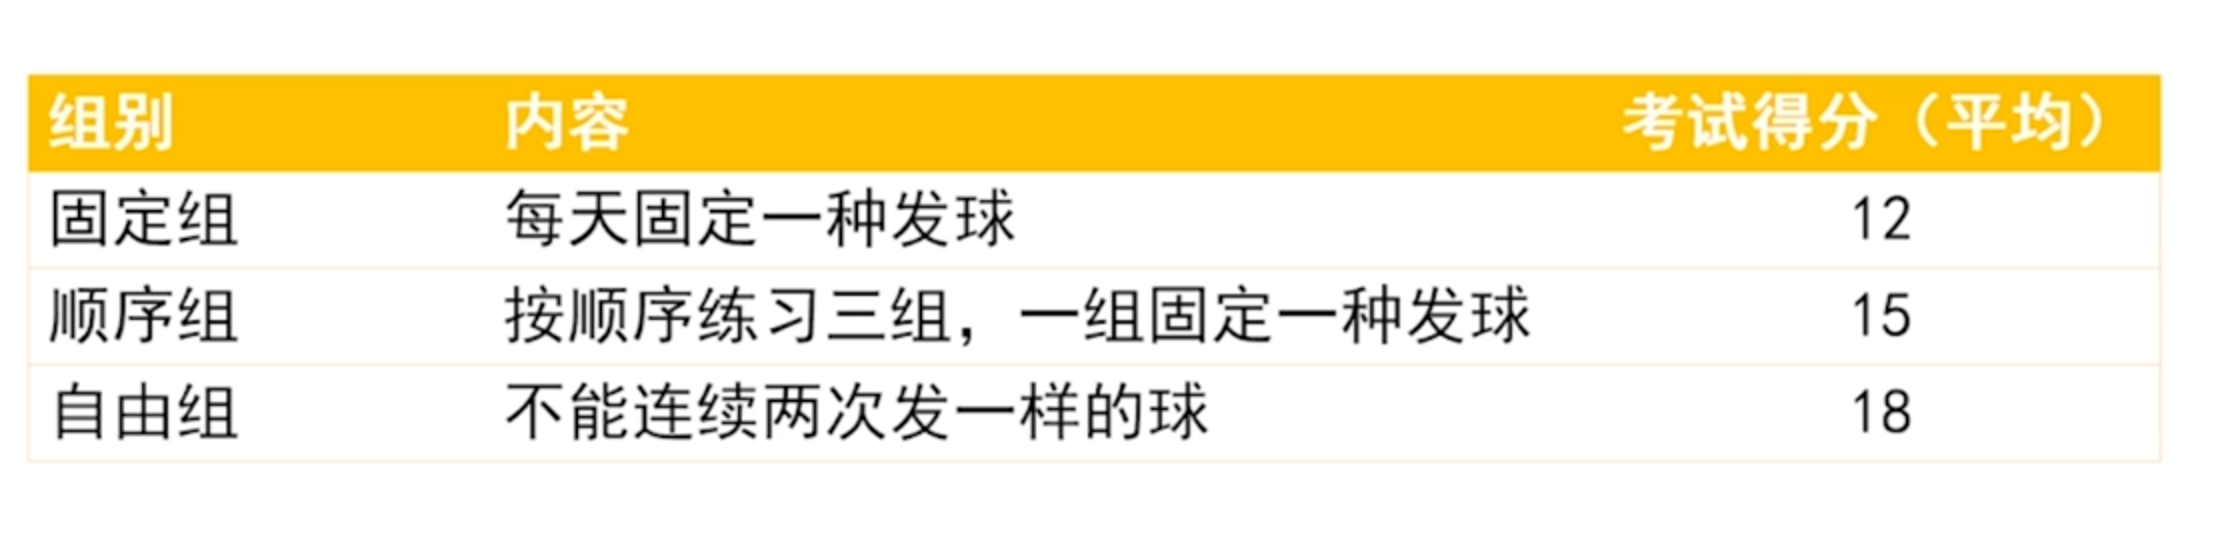 组别 内容 考试得分（平均）
固定组 每天固定一种发球 12
顺序组 按顺序练习三组，一组固定一种发球 15
自由组 不能连续两次发一样的球 18